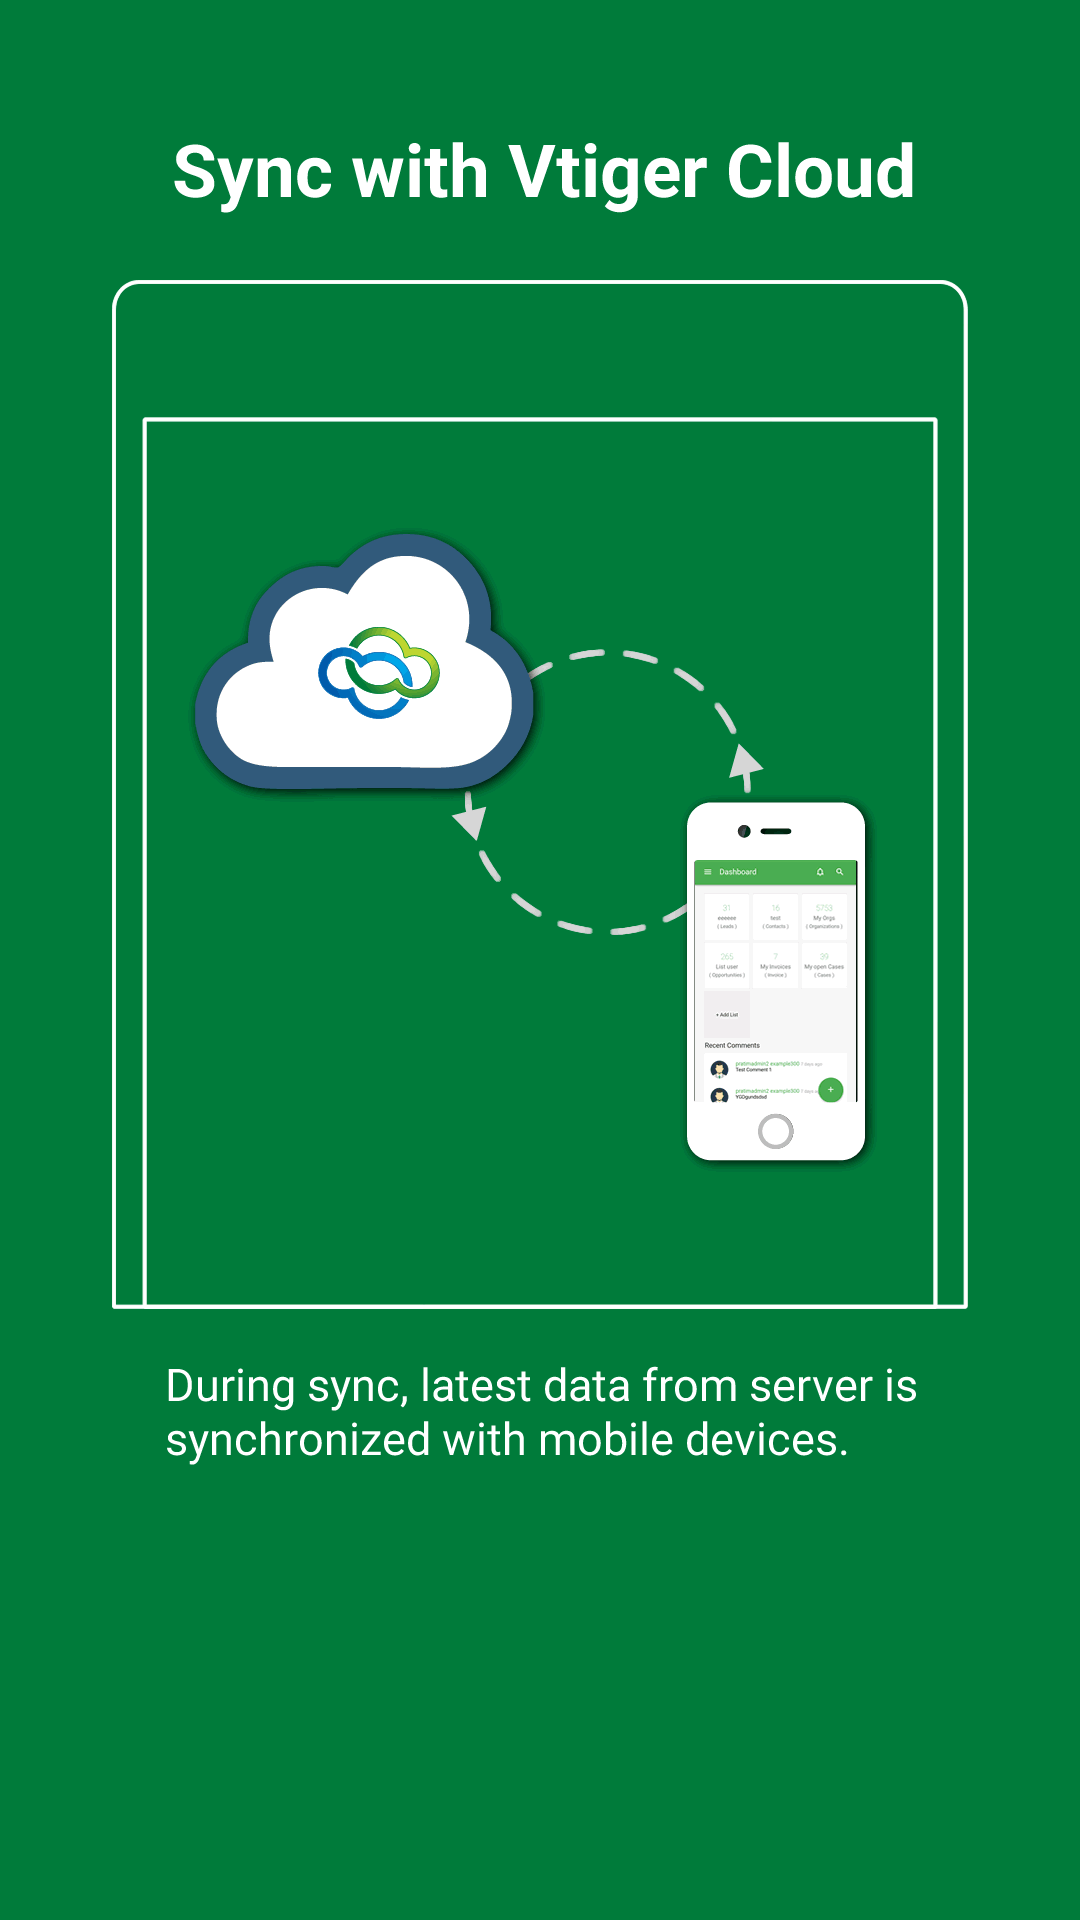 Sync with Vtiger Cloud
Dashboard
31 16 5753
eeeeee test My Orgs
( Leads ) ( Contacts ) ( Organizations )
265 7 39
List user My Invoices My open Cases
( Opportunities ) ( Invoice ) ( Cases )
+ Add List
Recent Comments
pratimadmin2 example300 7 days ago
Test Comment 1
pratimadmin2 example300 7 days
YGDgundsdsd
+
During sync, latest data from server is
synchronized with mobile devices.